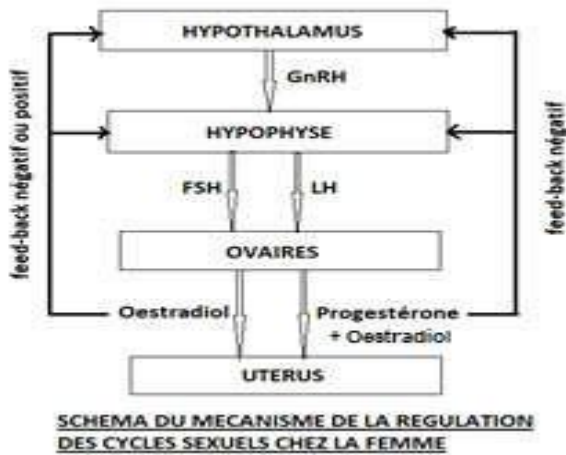 HYPOTHALAMUS
GnRH
HYPOPHYSE
FSH
LH
OVAIRES
feed-back négatif ou positif
feed-back négatif
Oestradiol
Progestérone
+ Oestradiol
UTERUS
SCHEMA DU MECANISME DE LA REGULATION
DES CYCLES SEXUELS CHEZ LA FEMME